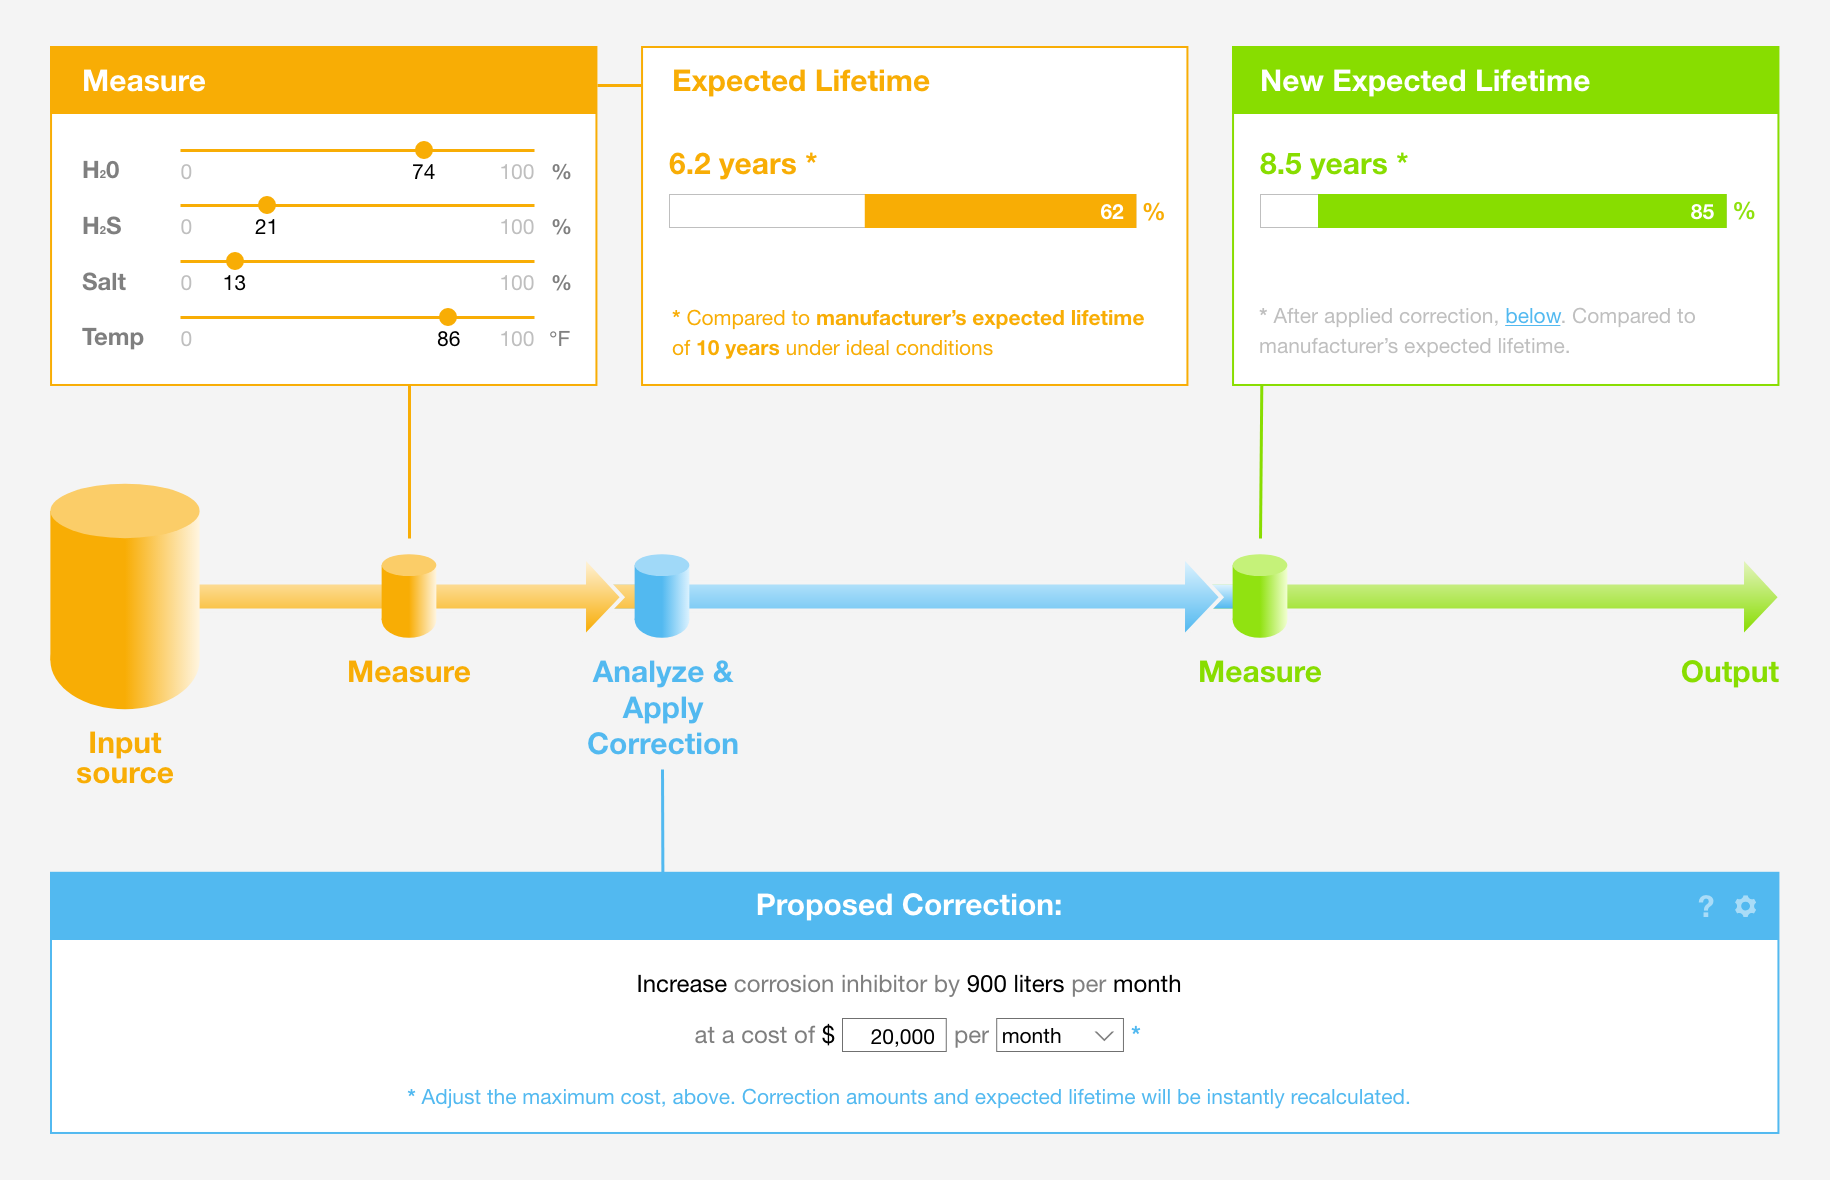 Measure
H₂0 0 74 100 %
H₂S 0 21 100 %
Salt 0 13 100 %
Temp 0 86 100 °F
Expected Lifetime
6.2 years *
62 %
* Compared to manufacturer’s expected lifetime
of 10 years under ideal conditions
New Expected Lifetime
8.5 years *
85 %
* After applied correction, below. Compared to
manufacturer’s expected lifetime.
Input
source
Measure
Analyze &
Apply
Correction
Measure
Output
Proposed Correction:
?
Increase corrosion inhibitor by 900 liters per month
at a cost of $ 20,000 per month *
* Adjust the maximum cost, above. Correction amounts and expected lifetime will be instantly recalculated.